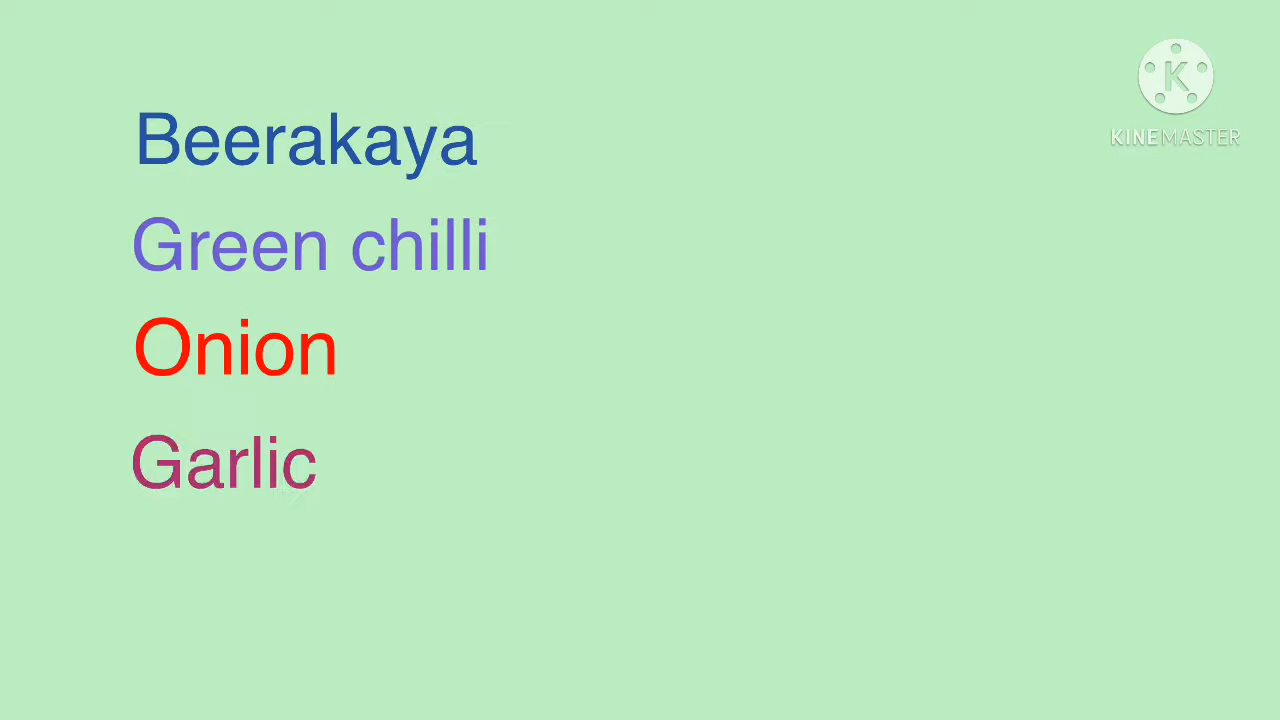 Beerakaya
Green chilli
Onion
Garlic
K
KINEMASTER